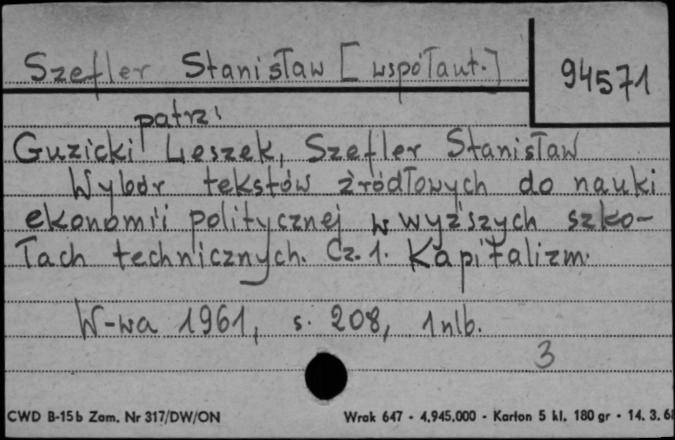 Szefler Stanisław [współaut.]
94571
patrz:
Guzicki Leszek, Szefler Stanisław
Wybór tekstów źródłowych do nauki
ekonomii politycznej w wyższych szko-
łach technicznych. Cz. 1. Kapitalizm.
W-wa 1961, s. 208, 1 nlb.
3
CWD B-15b Zam. Nr 317/DW/ON
Wrak 647 - 4.945.000 - Karton 5 kl. 180 gr - 14. 3. 68